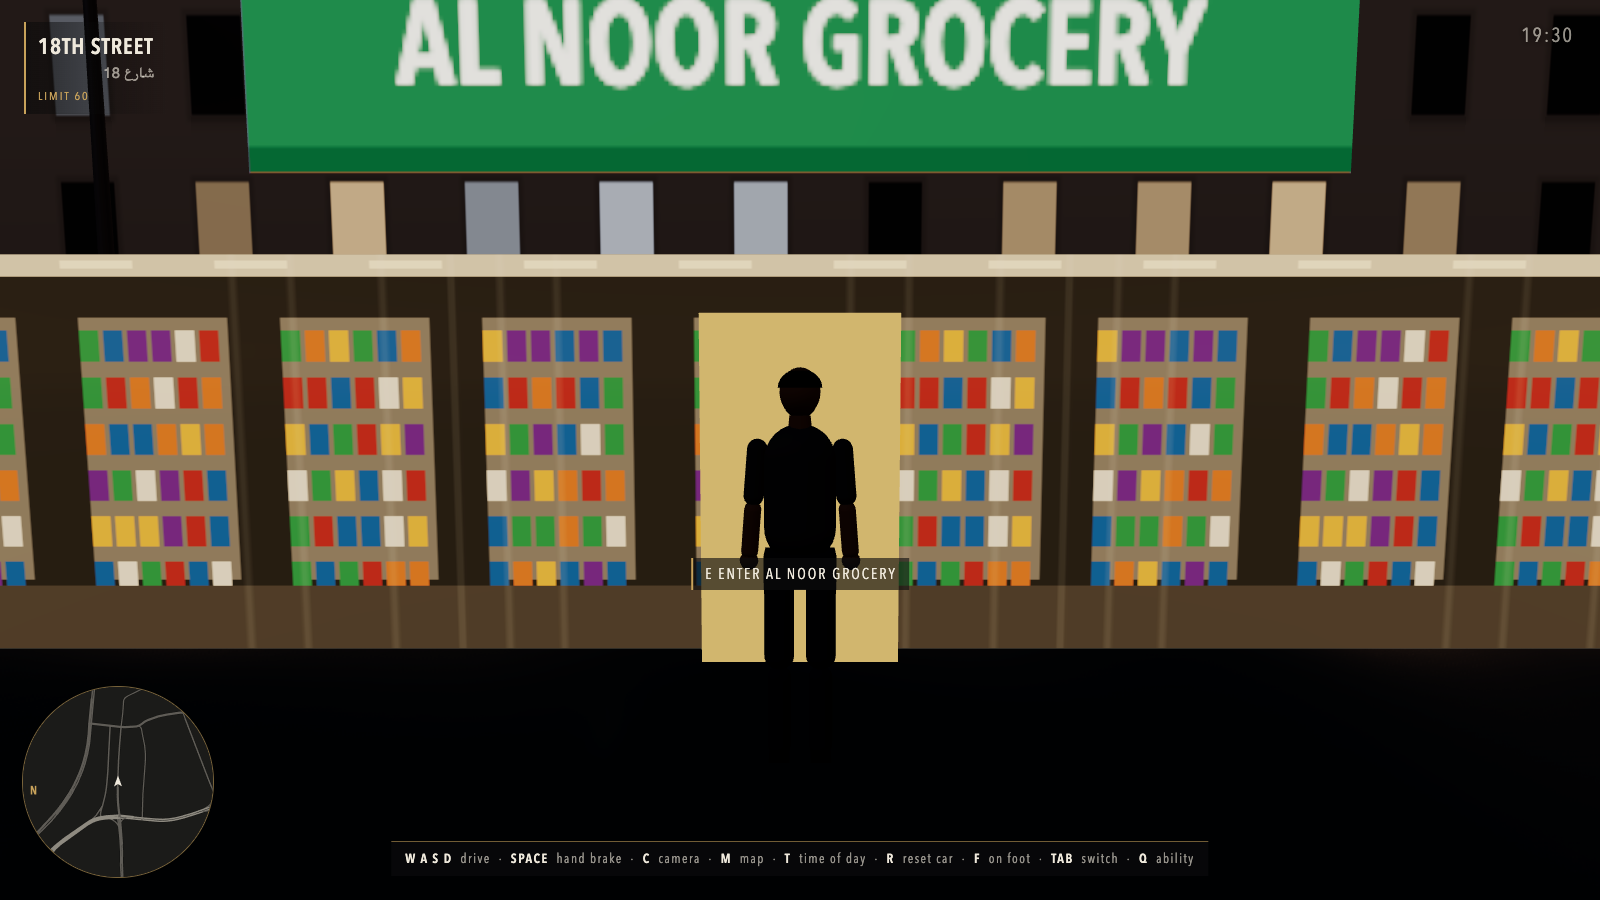 AL NOOR GROCERY
18TH STREET
شارع 18
LIMIT 60
19:30
E ENTER AL NOOR GROCERY
N
W A S D drive · SPACE hand brake · C camera · M map · T time of day · R reset car · F on foot · TAB switch · Q ability